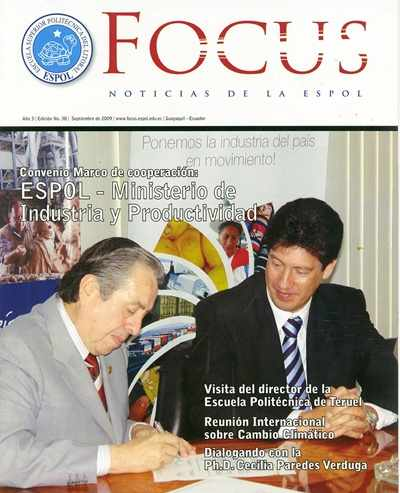 ESCUELA SUPERIOR POLITÉCNICA DEL LITORAL
ESPOL
FOCUS
NOTICIAS DE LA ESPOL
Año 3 | Edición No. 36 | Septiembre de 2009 | www.focus.espol.edu.ec | Guayaquil - Ecuador
Ponemos la industria del país
en movimiento!
Convenio Marco de cooperación:
ESPOL - Ministerio de
Industria y Productividad
Visita del director de la
Escuela Politécnica de Teruel
Reunión Internacional
sobre Cambio Climático
Dialogando con la
Ph.D. Cecilia Paredes Verduga